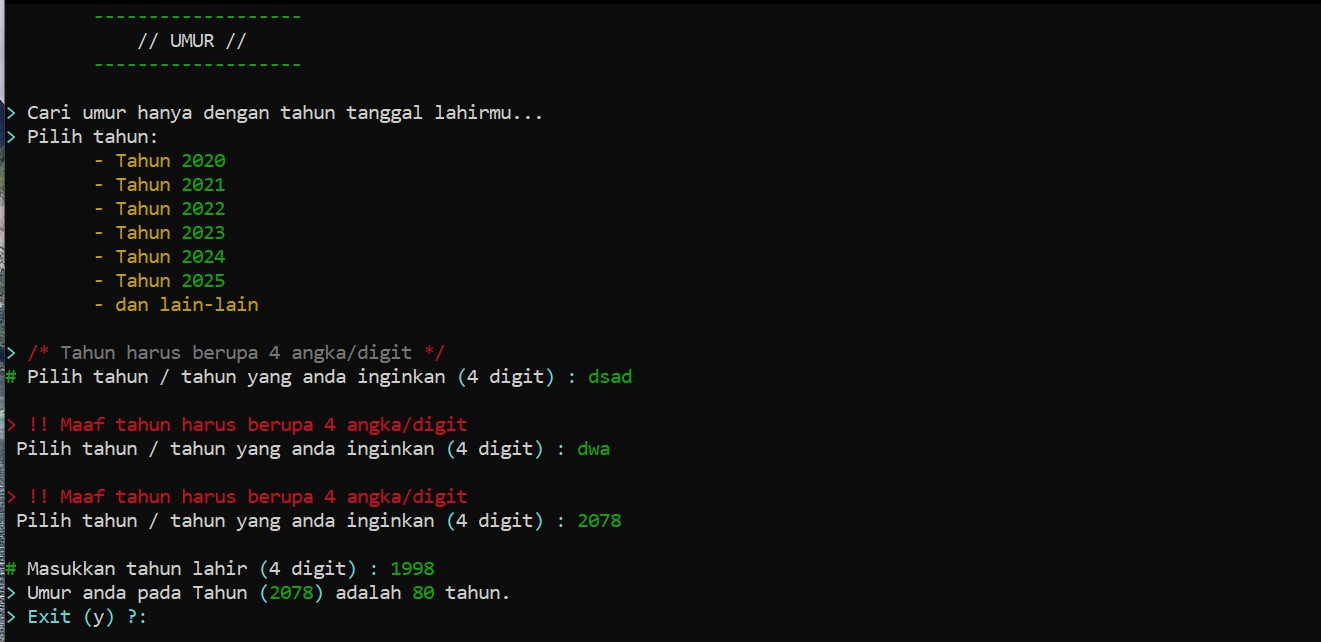 -------------------
// UMUR //
-------------------
> Cari umur hanya dengan tahun tanggal lahirmu...
> Pilih tahun:
- Tahun 2020
- Tahun 2021
- Tahun 2022
- Tahun 2023
- Tahun 2024
- Tahun 2025
- dan lain-lain
> /* Tahun harus berupa 4 angka/digit */
# Pilih tahun / tahun yang anda inginkan (4 digit) : dsad
> !! Maaf tahun harus berupa 4 angka/digit
Pilih tahun / tahun yang anda inginkan (4 digit) : dwa
> !! Maaf tahun harus berupa 4 angka/digit
Pilih tahun / tahun yang anda inginkan (4 digit) : 2078
# Masukkan tahun lahir (4 digit) : 1998
> Umur anda pada Tahun (2078) adalah 80 tahun.
> Exit (y) ?: